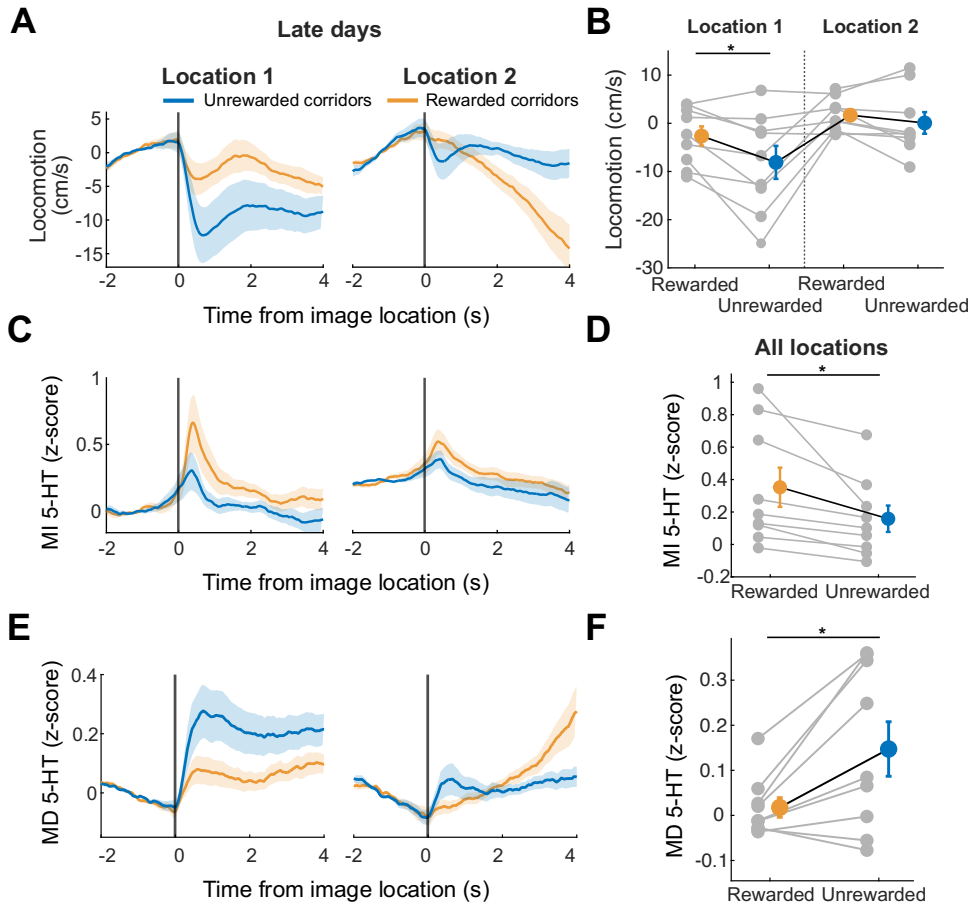 A
Late days
Location 1
Location 2
Unrewarded corridors
Rewarded corridors
Locomotion
(cm/s)
5
0
-5
-10
-15
-2
0
2
4
-2
0
2
4
Time from image location (s)
B
Location 1
Location 2
*
Locomotion (cm/s)
10
0
-10
-20
-30
Rewarded
Unrewarded
Rewarded
Unrewarded
C
MI 5-HT (z-score)
1
0
-2
0
2
4
-2
0
2
4
Time from image location (s)
D
All locations
*
MI 5-HT (z-score)
1
0.8
0.6
0.4
0.2
0
-0.2
Rewarded
Unrewarded
E
MD 5-HT (z-score)
0.4
0.2
0
-2
0
2
4
-2
0
2
4
Time from image location (s)
F
*
MD 5-HT (z-score)
0.3
0.2
0.1
0
-0.1
Rewarded
Unrewarded